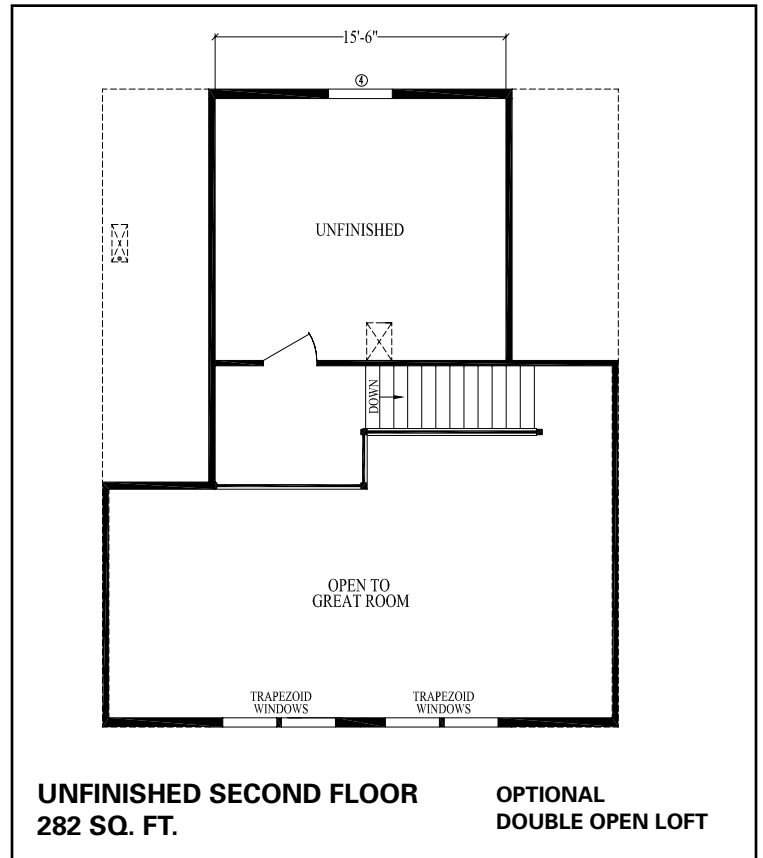 15'-6"
④
UNFINISHED
DOWN
OPEN TO
GREAT ROOM
TRAPEZOID
WINDOWS
TRAPEZOID
WINDOWS
UNFINISHED SECOND FLOOR
282 SQ. FT.
OPTIONAL
DOUBLE OPEN LOFT